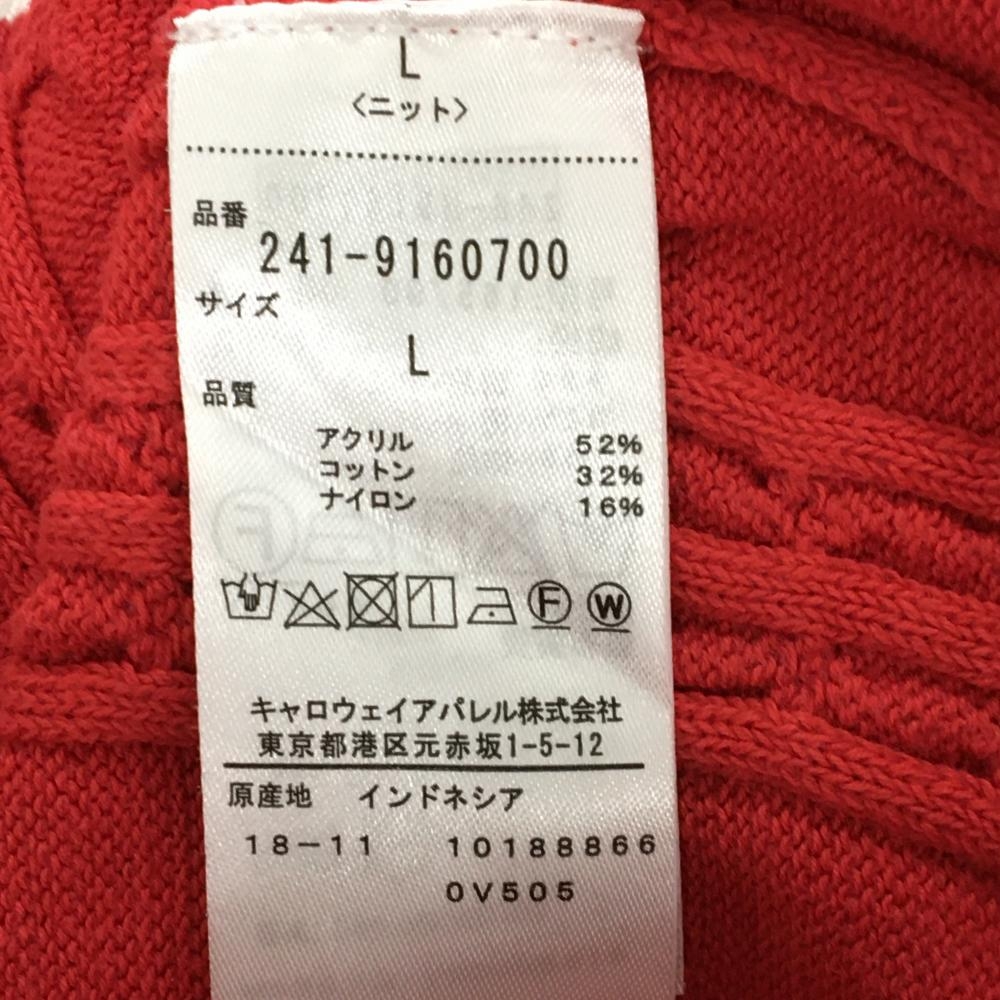 L
〈ニット〉
品番
241-9160700
サイズ
L
品質
アクリル 52%
コットン 32%
ナイロン 16%
F W
キャロウェイアパレル株式会社
東京都港区元赤坂1-5-12
原産地 インドネシア
18-11 10188866
0V505